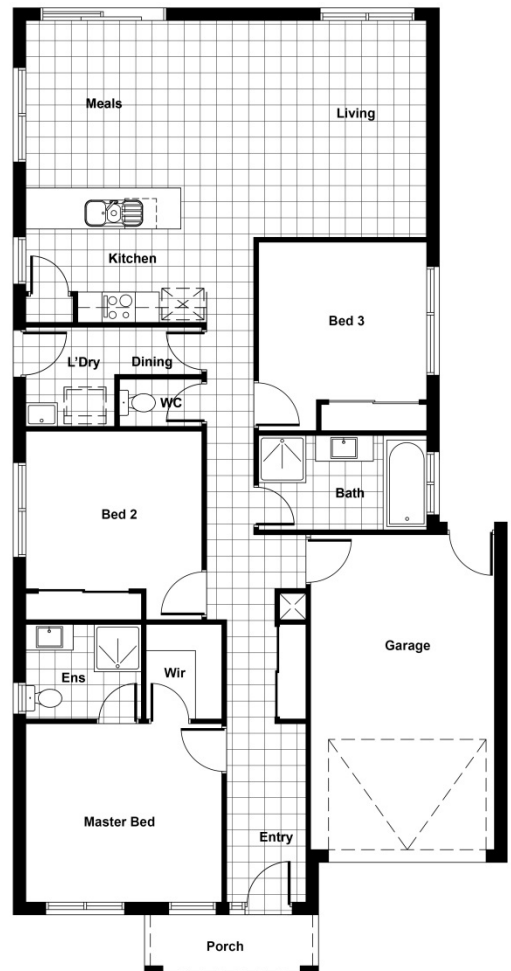 Meals
Living
Kitchen
Bed 3
L'Dry
Dining
WC
Bath
Bed 2
Garage
Ens
Wir
Master Bed
Entry
Porch